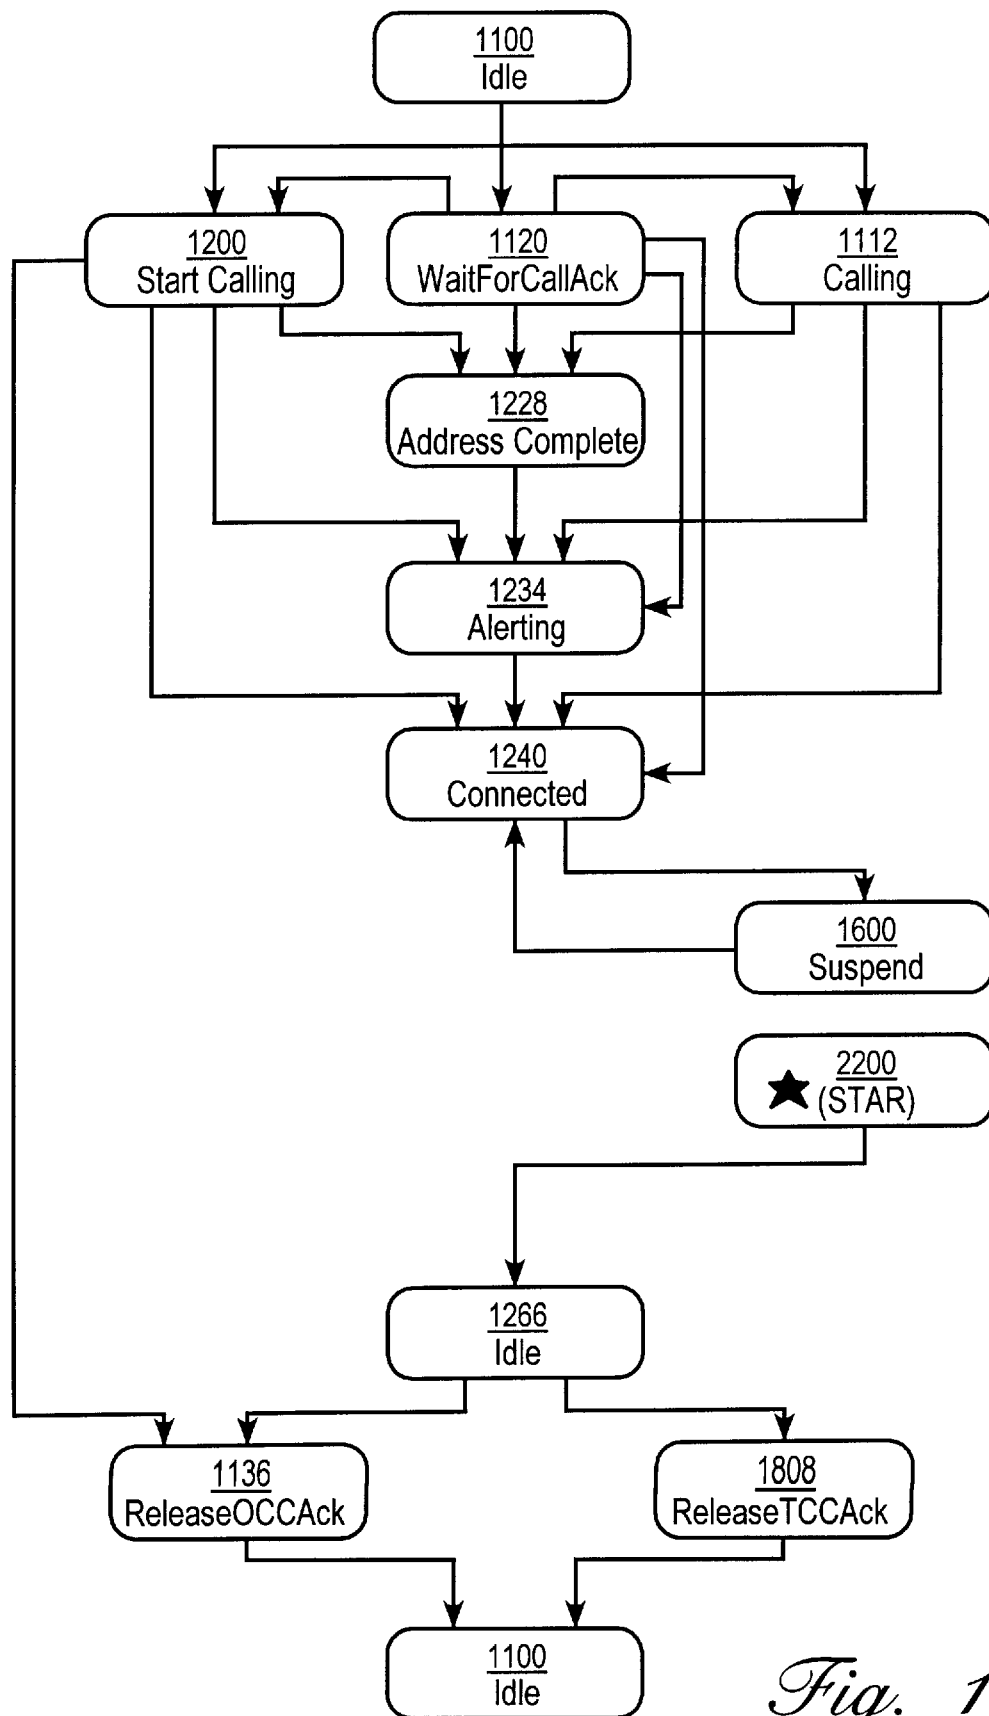 1100
Idle
1200
Start Calling
1120
WaitForCallAck
1112
Calling
1228
Address Complete
1234
Alerting
1240
Connected
1600
Suspend
2200
(STAR)
1266
Idle
1136
ReleaseOCCAck
1808
ReleaseTCCAck
1100
Idle
Fig. 1